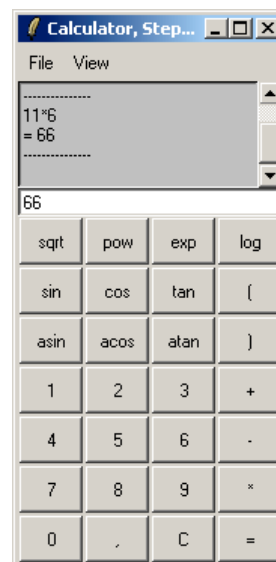 Calculator, Step...
File View
---------------
11*6
= 66
---------------
66
sqrt pow exp log
sin cos tan (
asin acos atan )
1 2 3 +
4 5 6 -
7 8 9 *
0 , C =